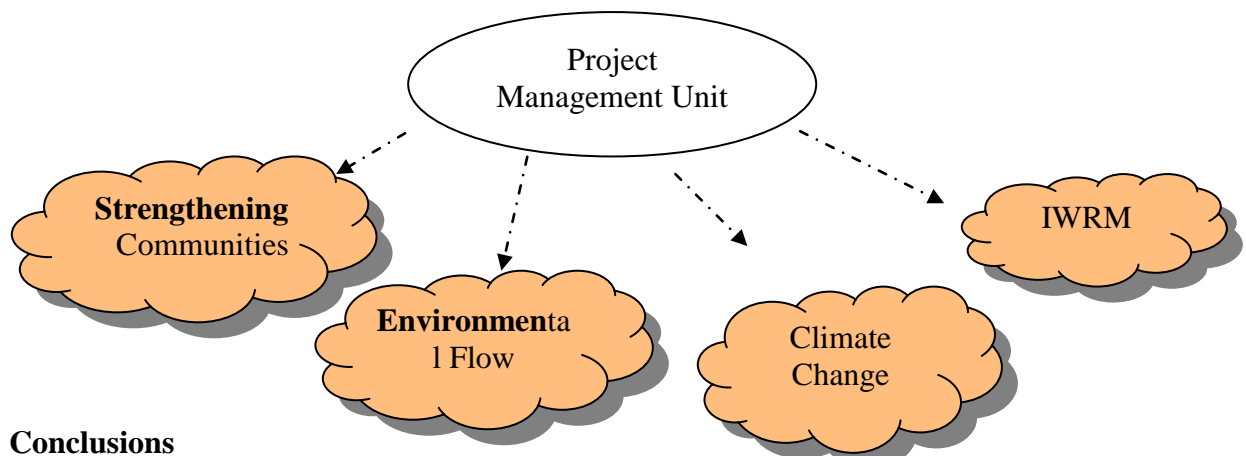 Project
Management Unit
Strengthening
Communities
IWRM
Environmenta
l Flow
Climate
Change
Conclusions